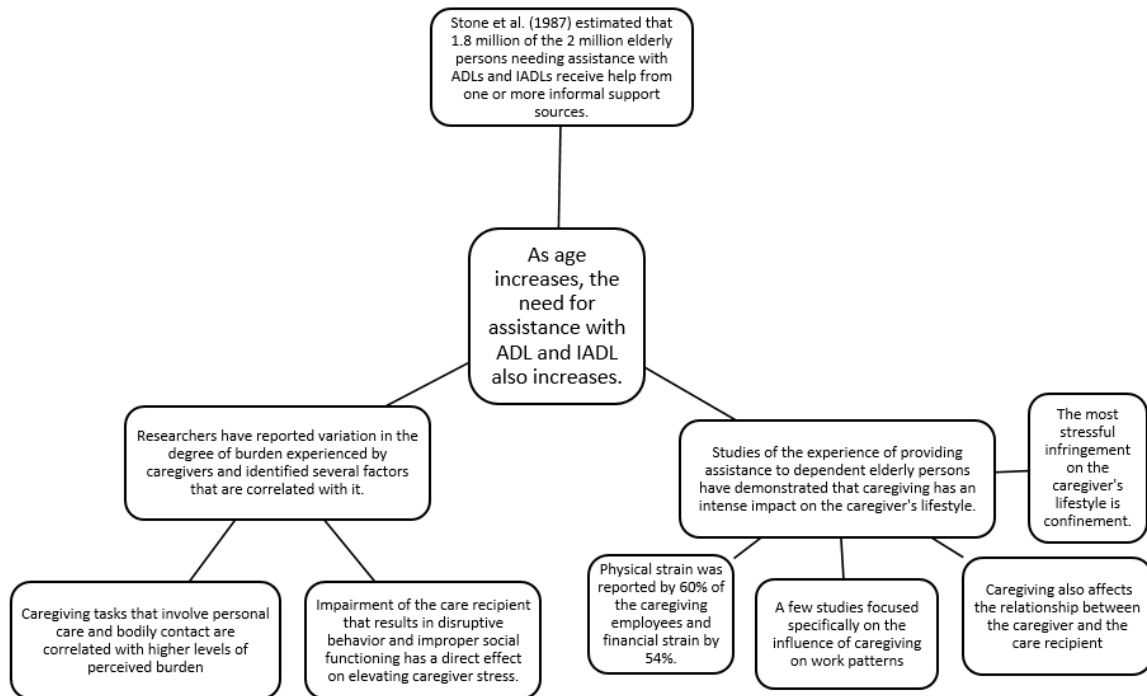 Stone et al. (1987) estimated that
1.8 million of the 2 million elderly
persons needing assistance with
ADLs and IADLs receive help from
one or more informal support
sources.
As age
increases, the
need for
assistance with
ADL and IADL
also increases.
Researchers have reported variation in the
degree of burden experienced by
caregivers and identified several factors
that are correlated with it.
Studies of the experience of providing
assistance to dependent elderly persons
have demonstrated that caregiving has an
intense impact on the caregiver's lifestyle.
The most
stressful
infringement
on the
caregiver's
lifestyle is
confinement.
Caregiving tasks that involve personal
care and bodily contact are
correlated with higher levels of
perceived burden
Impairment of the care recipient
that results in disruptive
behavior and improper social
functioning has a direct effect
on elevating caregiver stress.
Physical strain was
reported by 60% of
the caregiving
employees and
financial strain by
54%.
A few studies focused
specifically on the
influence of caregiving
on work patterns
Caregiving also affects
the relationship between
the caregiver and the
care recipient